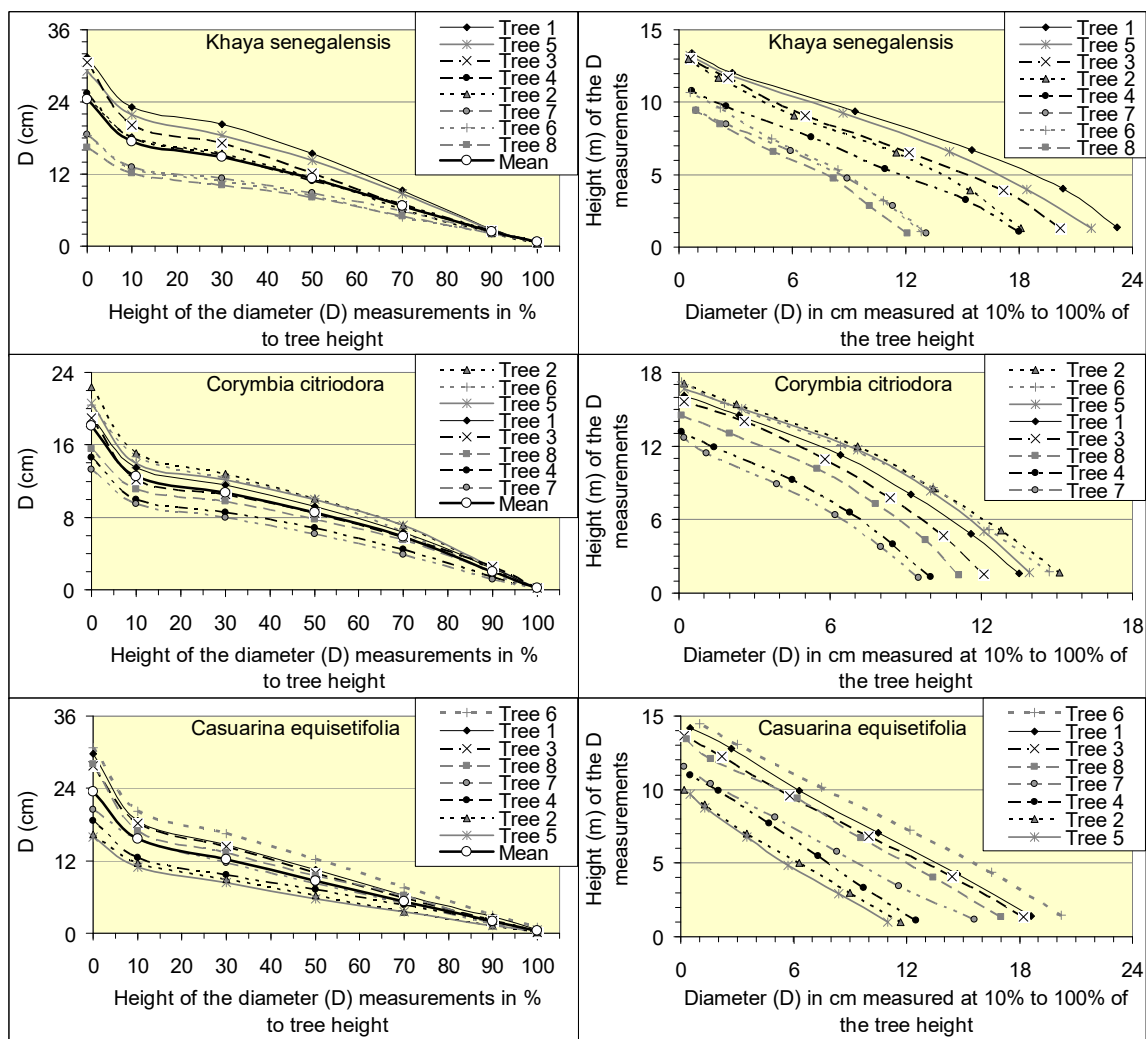 Khaya senegalensis
D (cm)
36
24
12
0
0 10 20 30 40 50 60 70 80 90 100
Height of the diameter (D) measurements in %
to tree height
Tree 1
Tree 5
Tree 3
Tree 4
Tree 2
Tree 7
Tree 6
Tree 8
Mean
Khaya senegalensis
Height (m) of the D
measurements
15
10
5
0
0 6 12 18 24
Diameter (D) in cm measured at 10% to 100% of
the tree height
Tree 1
Tree 5
Tree 3
Tree 2
Tree 4
Tree 7
Tree 6
Tree 8
Corymbia citriodora
D (cm)
24
16
8
0
0 10 20 30 40 50 60 70 80 90 100
Height of the diameter (D) measurements in %
to tree height
Tree 2
Tree 6
Tree 5
Tree 1
Tree 3
Tree 8
Tree 4
Tree 7
Mean
Corymbia citriodora
Height (m) of the D
measurements
18
12
6
0
0 6 12 18
Diameter (D) in cm measured at 10% to 100% of
the tree height
Tree 2
Tree 6
Tree 5
Tree 1
Tree 3
Tree 8
Tree 4
Tree 7
Casuarina equisetifolia
D (cm)
36
24
12
0
0 10 20 30 40 50 60 70 80 90 100
Height of the diameter (D) measurements in %
to tree height
Tree 6
Tree 1
Tree 3
Tree 8
Tree 7
Tree 4
Tree 2
Tree 5
Mean
Casuarina equisetifolia
Height (m) of the D
measurements
15
10
5
0
0 6 12 18 24
Diameter (D) in cm measured at 10% to 100% of
the tree height
Tree 6
Tree 1
Tree 3
Tree 8
Tree 7
Tree 4
Tree 2
Tree 5